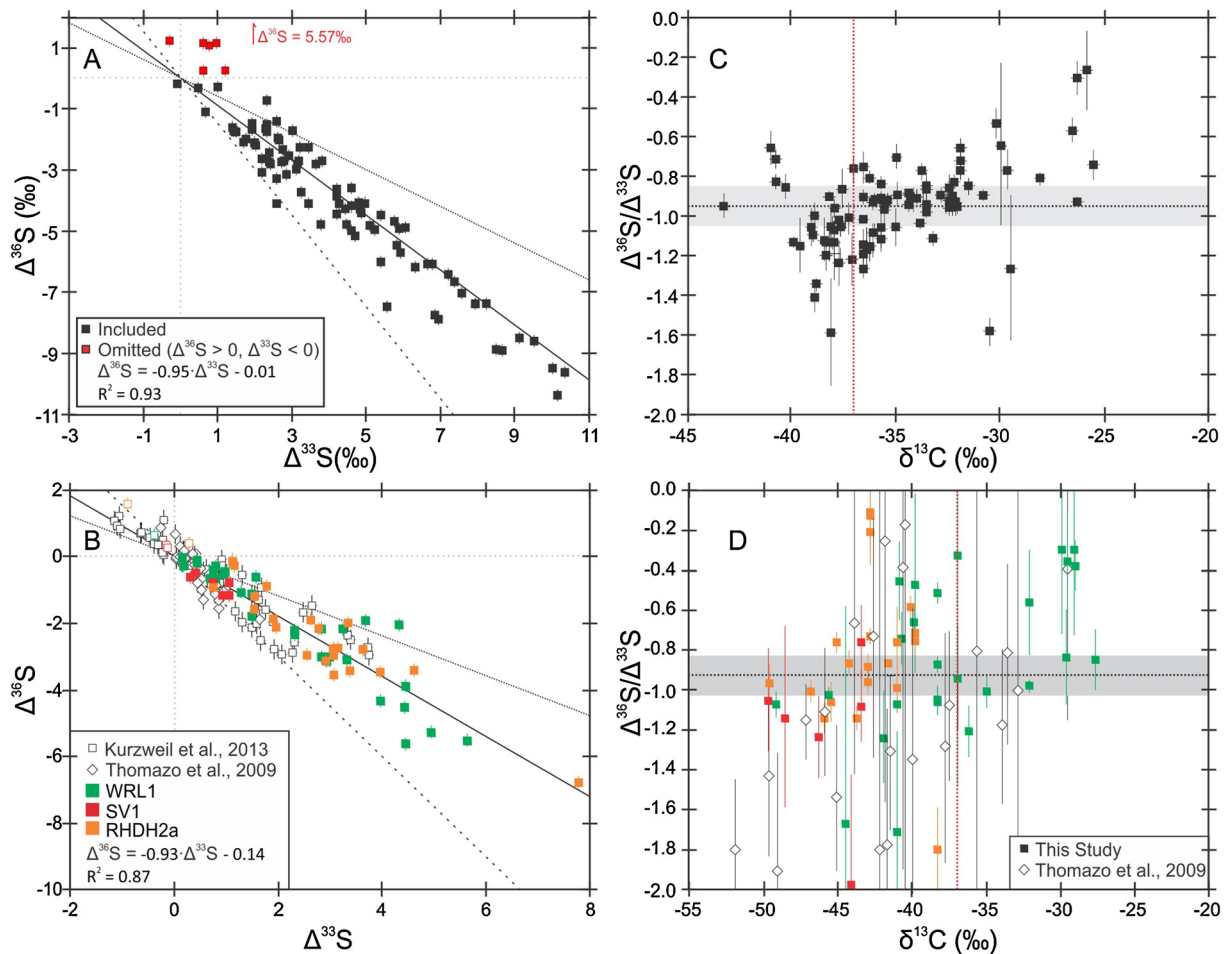 A
Δ³⁶S = 5.57‰
Δ³⁶S (‰)
1
-1
-3
-5
-7
-9
-11
Included
Omitted (Δ³⁶S > 0, Δ³³S < 0)
Δ³⁶S = -0.95·Δ³³S - 0.01
R² = 0.93
-3 -1 1 3 5 7 9 11
Δ³³S(‰)
C
Δ³⁶S/Δ³³S
0.0
-0.2
-0.4
-0.6
-0.8
-1.0
-1.2
-1.4
-1.6
-1.8
-2.0
-45 -40 -35 -30 -25 -20
δ¹³C (‰)
B
Δ³⁶S
2
0
-2
-4
-6
-8
-10
Kurzweil et al., 2013
Thomazo et al., 2009
WRL1
SV1
RHDH2a
Δ³⁶S = -0.93·Δ³³S - 0.14
R² = 0.87
-2 0 2 4 6 8
Δ³³S
D
Δ³⁶S/Δ³³S
0.0
-0.2
-0.4
-0.6
-0.8
-1.0
-1.2
-1.4
-1.6
-1.8
-2.0
This Study
Thomazo et al., 2009
-55 -50 -45 -40 -35 -30 -25 -20
δ¹³C (‰)